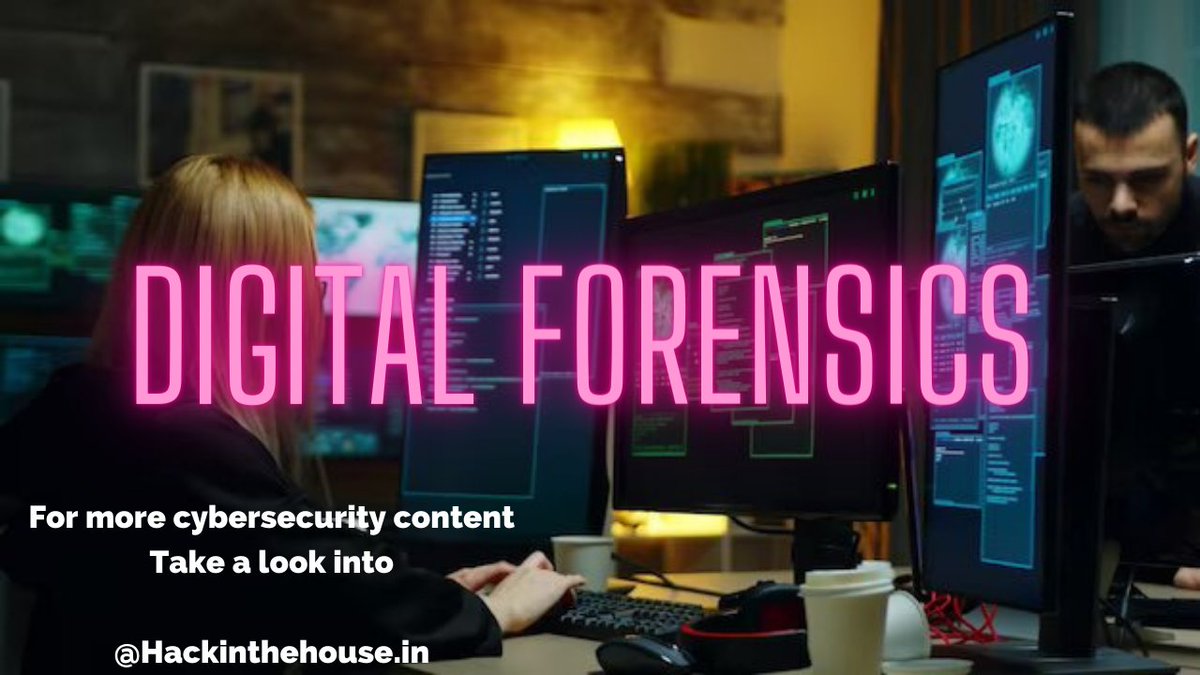 DIGITAL FORENSICS
For more cybersecurity content
Take a look into
@Hackinthehouse.in